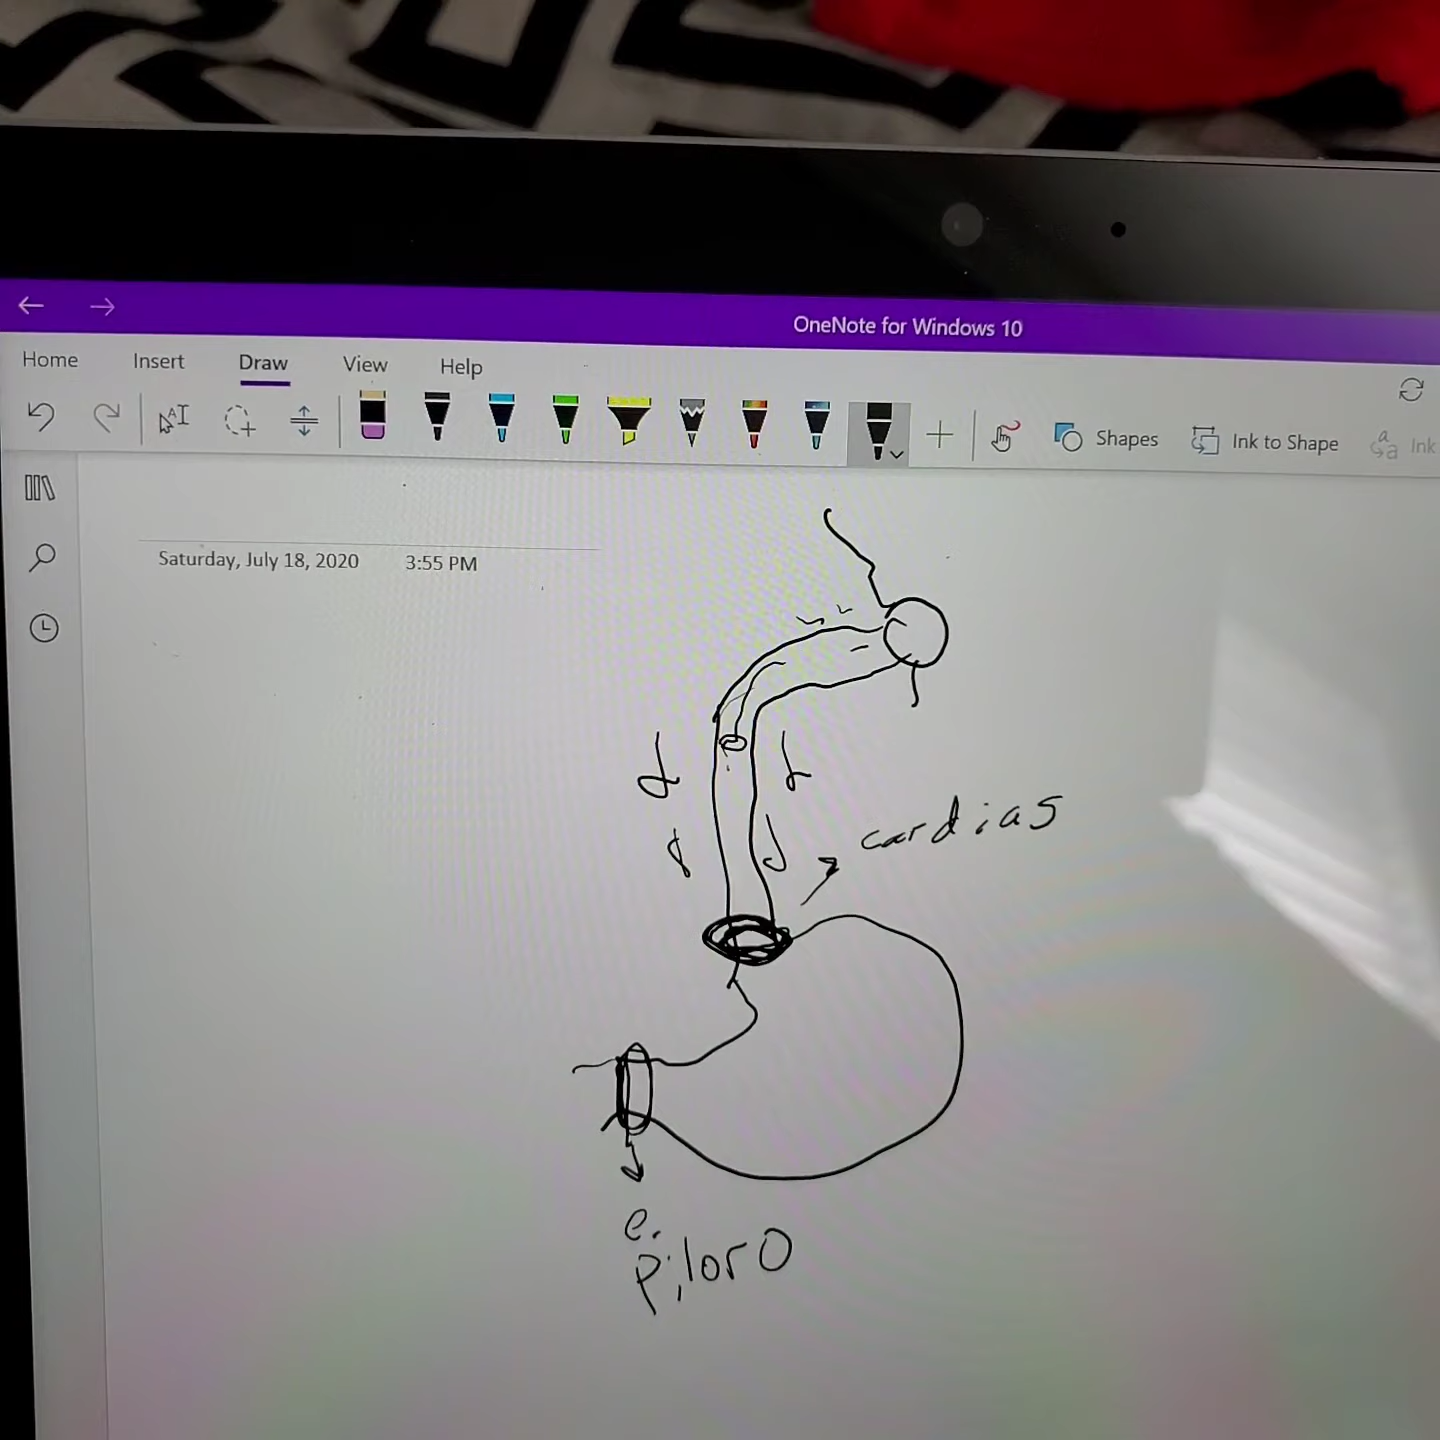 OneNote for Windows 10
Home Insert Draw View Help
Shapes Ink to Shape Ink
Saturday, July 18, 2020 3:55 PM
cardias
e.
piloro